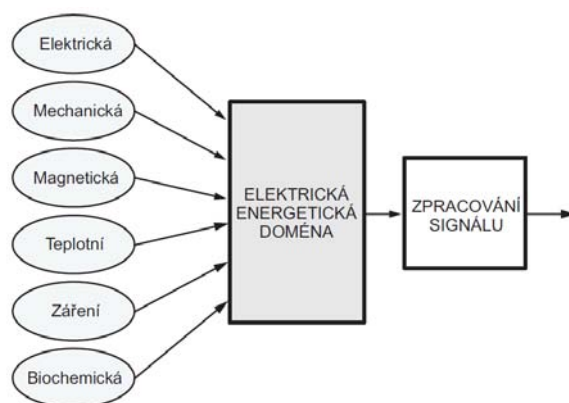 Elektrická
Mechanická
Magnetická
Teplotní
Záření
Biochemická
ELEKTRICKÁ
ENERGETICKÁ
DOMÉNA
ZPRACOVÁNÍ
SIGNÁLU